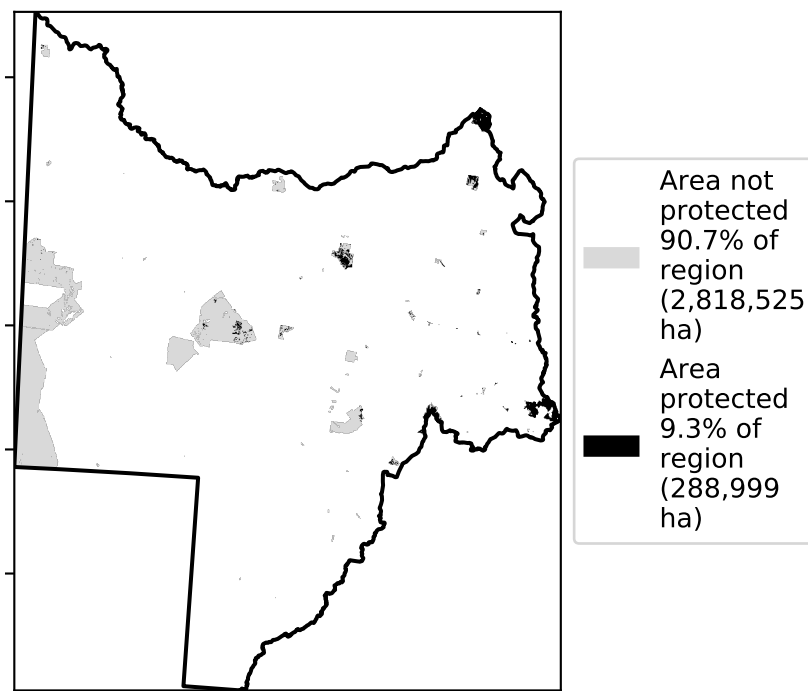 Area not
protected
90.7% of
region
(2,818,525
ha)
Area
protected
9.3% of
region
(288,999
ha)